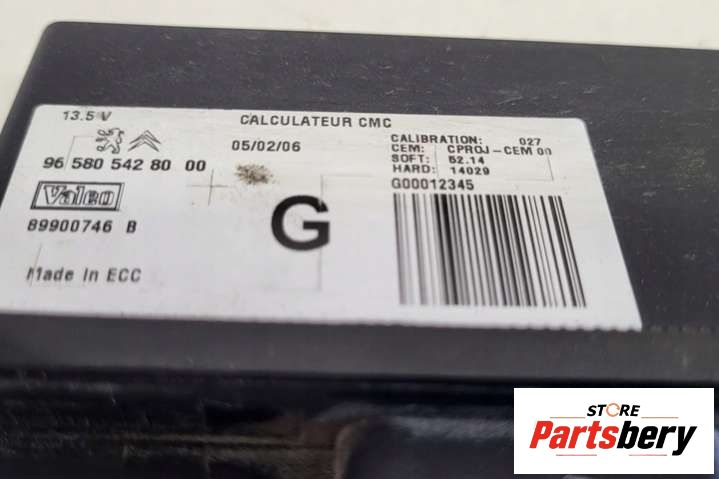 13.5 V
CALCULATEUR CMC
96 580 542 80 00
05/02/06
Valeo
89900746 B
Made In ECC
G
CALIBRATION: 027
CEM: CPROJ-CEM 00
SOFT: 52.14
HARD: 14029
G00012345
STORE
Partsbery